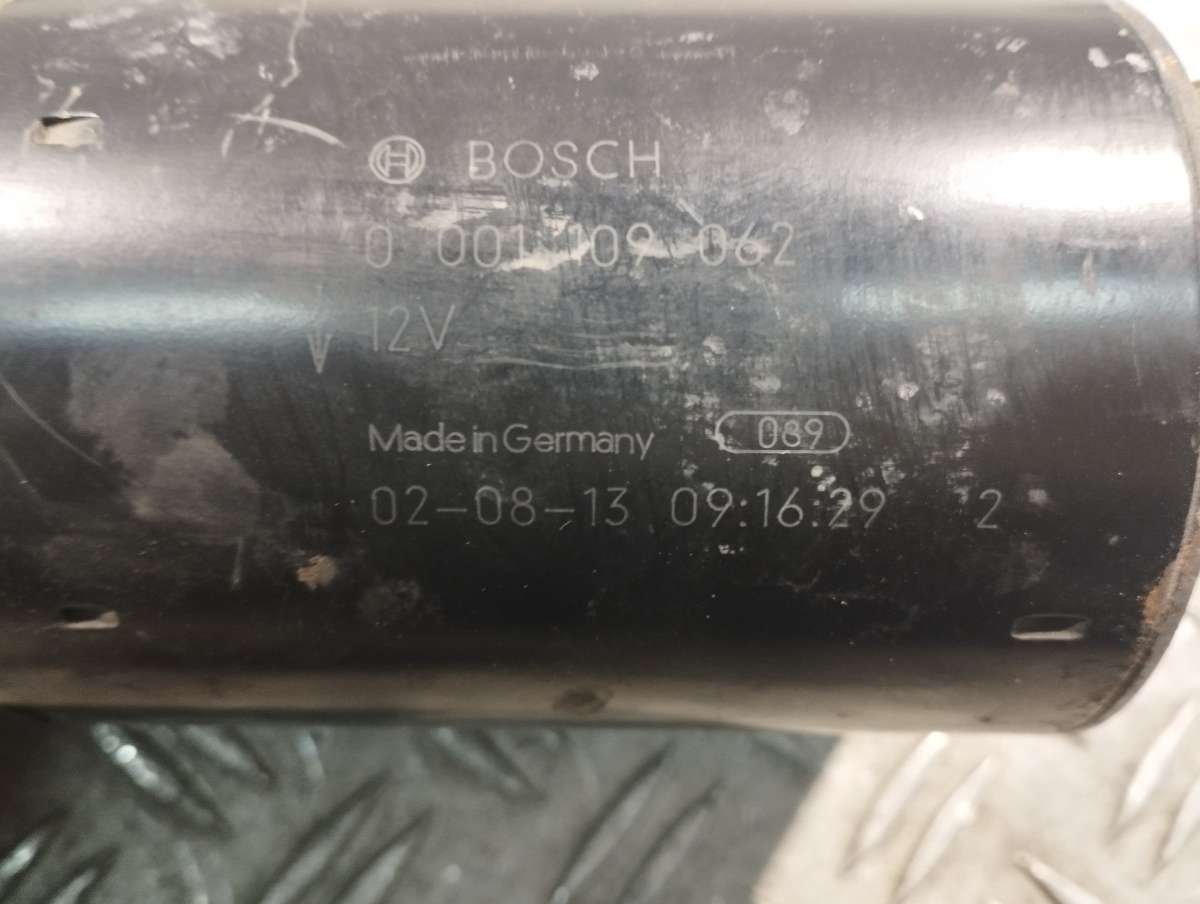 BOSCH
0 001 109 062
12V
Made in Germany 089
02-08-13 09:16:29 2